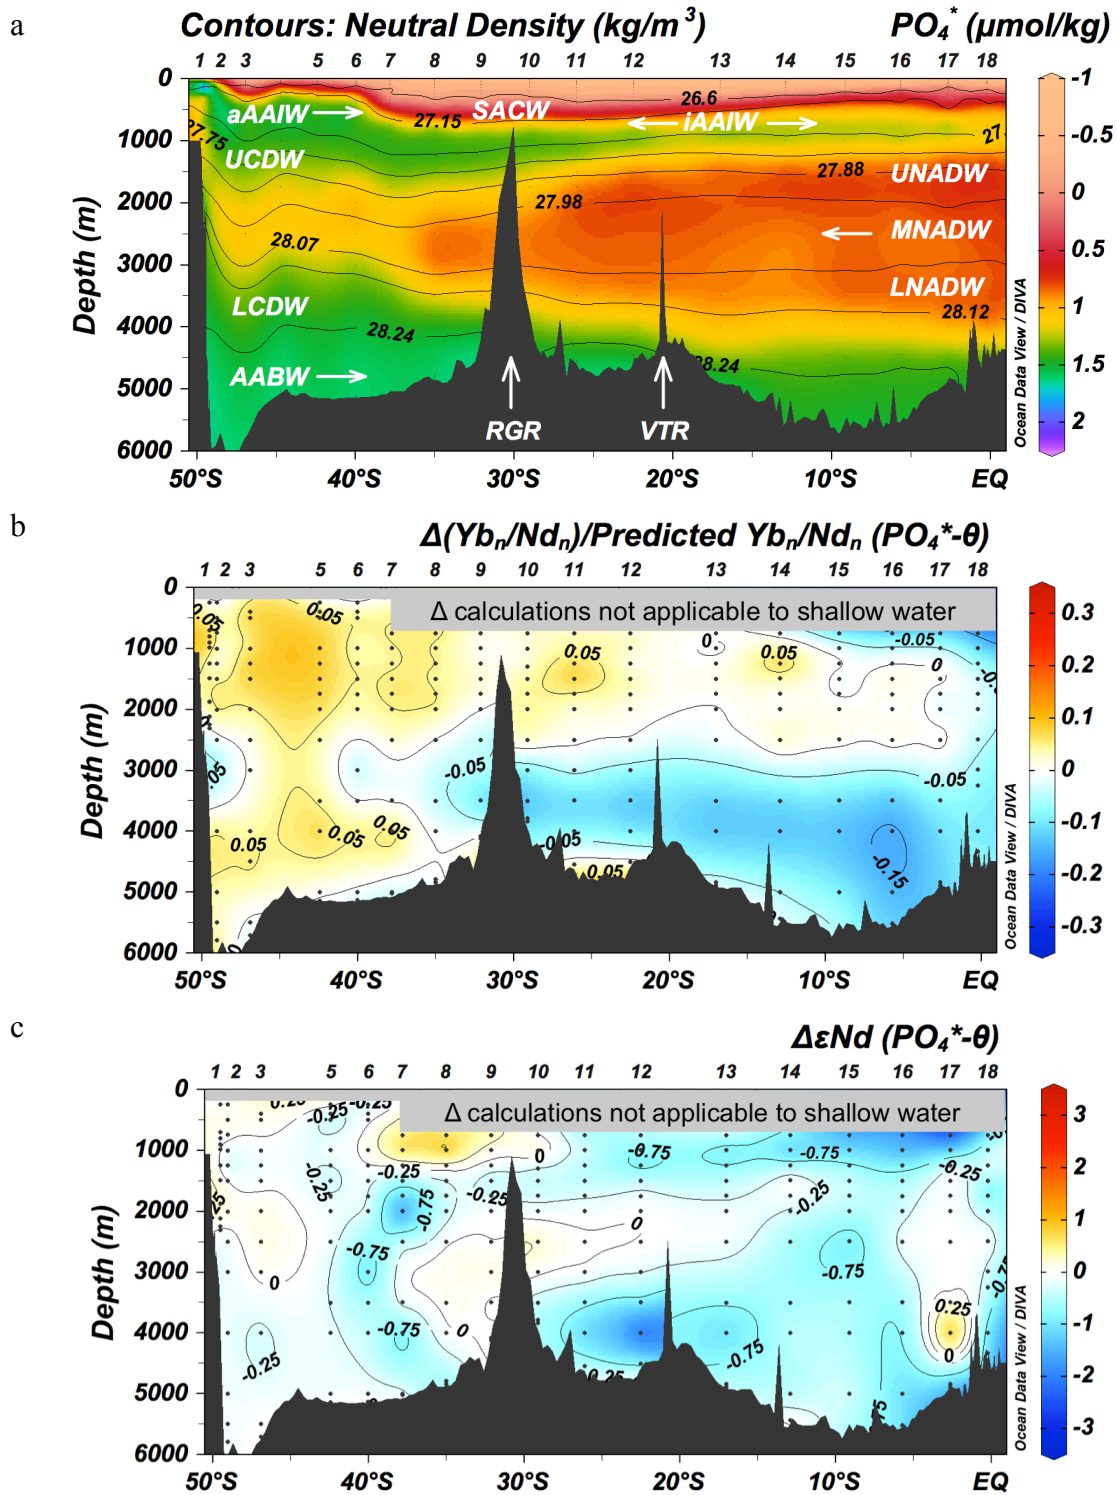 a
Contours: Neutral Density (kg/m³) PO₄* (µmol/kg)
1 2 3 5 6 7 8 9 10 11 12 13 14 15 16 17 18
0
1000
2000
3000
4000
5000
6000
Depth (m)
26.6
aAAIW
SACW
27.15
iAAIW
27.75
27.
UCDW
27.88
UNADW
27.98
MNADW
28.07
LNADW
LCDW
28.12
28.24
28.24
AABW
RGR
VTR
50°S 40°S 30°S 20°S 10°S EQ
-1
-0.5
0
0.5
1
1.5
2
Ocean Data View / DIVA
b
Δ(Ybₙ/Ndₙ)/Predicted Ybₙ/Ndₙ (PO₄*-θ)
1 2 3 5 6 7 8 9 10 11 12 13 14 15 16 17 18
0
1000
2000
3000
4000
5000
6000
Depth (m)
Δ calculations not applicable to shallow water
0.05
0.05
0
-0.05
0.05
0.05
0
-0.05
-0.05
0.05
0.05
0.05
-0.05
0.05
-0.15
0
50°S 40°S 30°S 20°S 10°S EQ
0.3
0.2
0.1
0
-0.1
-0.2
-0.3
Ocean Data View / DIVA
c
ΔεNd (PO₄*-θ)
1 2 3 5 6 7 8 9 10 11 12 13 14 15 16 17 18
0
1000
2000
3000
4000
5000
6000
Depth (m)
Δ calculations not applicable to shallow water
0.25
-0.25
-0.25
0
-0.75
-0.75
-0.25
-0.25
-0.25
-0.75
-0.25
-0.25
0
-0.75
-0.75
0
0.25
-0.75
0
0
-0.75
-0.25
0.25
50°S 40°S 30°S 20°S 10°S EQ
3
2
1
0
-1
-2
-3
Ocean Data View / DIVA